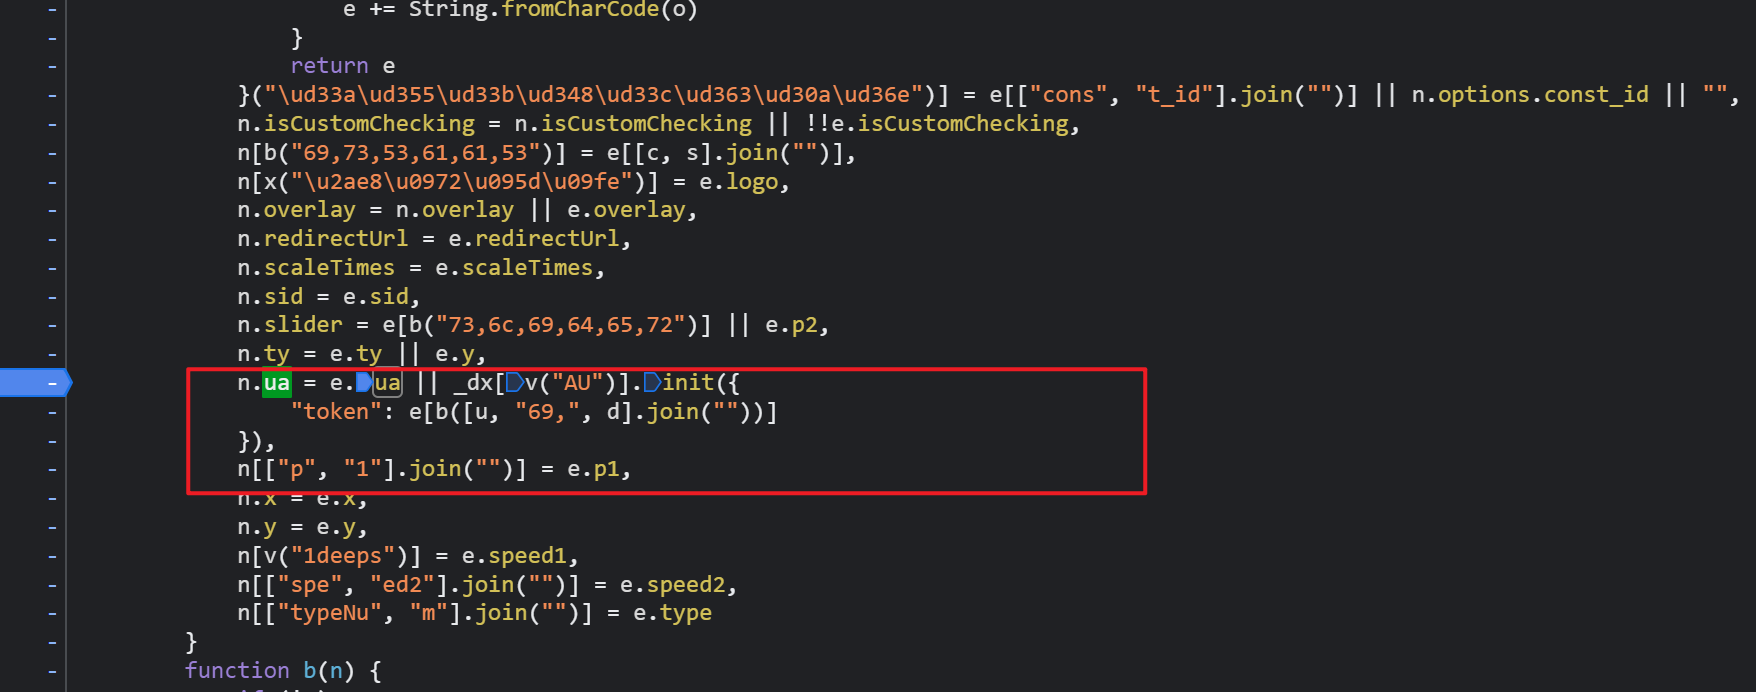 e += String.fromCharCode(o)
}
return e
}("\ud33a\ud355\ud33b\ud348\ud33c\ud363\ud30a\ud36e")] = e[["cons", "t_id"].join("")] || n.options.const_id || "",
n.isCustomChecking = n.isCustomChecking || !!e.isCustomChecking,
n[b("69,73,53,61,61,53")] = e[[c, s].join("")],
n[x("\u2ae8\u0972\u095d\u09fe")] = e.logo,
n.overlay = n.overlay || e.overlay,
n.redirectUrl = e.redirectUrl,
n.scaleTimes = e.scaleTimes,
n.sid = e.sid,
n.slider = e[b("73,6c,69,64,65,72")] || e.p2,
n.ty = e.ty || e.y,
n.ua = e.ua || _dx[v("AU")].init({
"token": e[b([u, "69,", d].join(""))]
}),
n[["p", "1"].join("")] = e.p1,
n.x = e.x,
n.y = e.y,
n[v("1deeps")] = e.speed1,
n[["spe", "ed2"].join("")] = e.speed2,
n[["typeNu", "m"].join("")] = e.type
}
function b(n) {